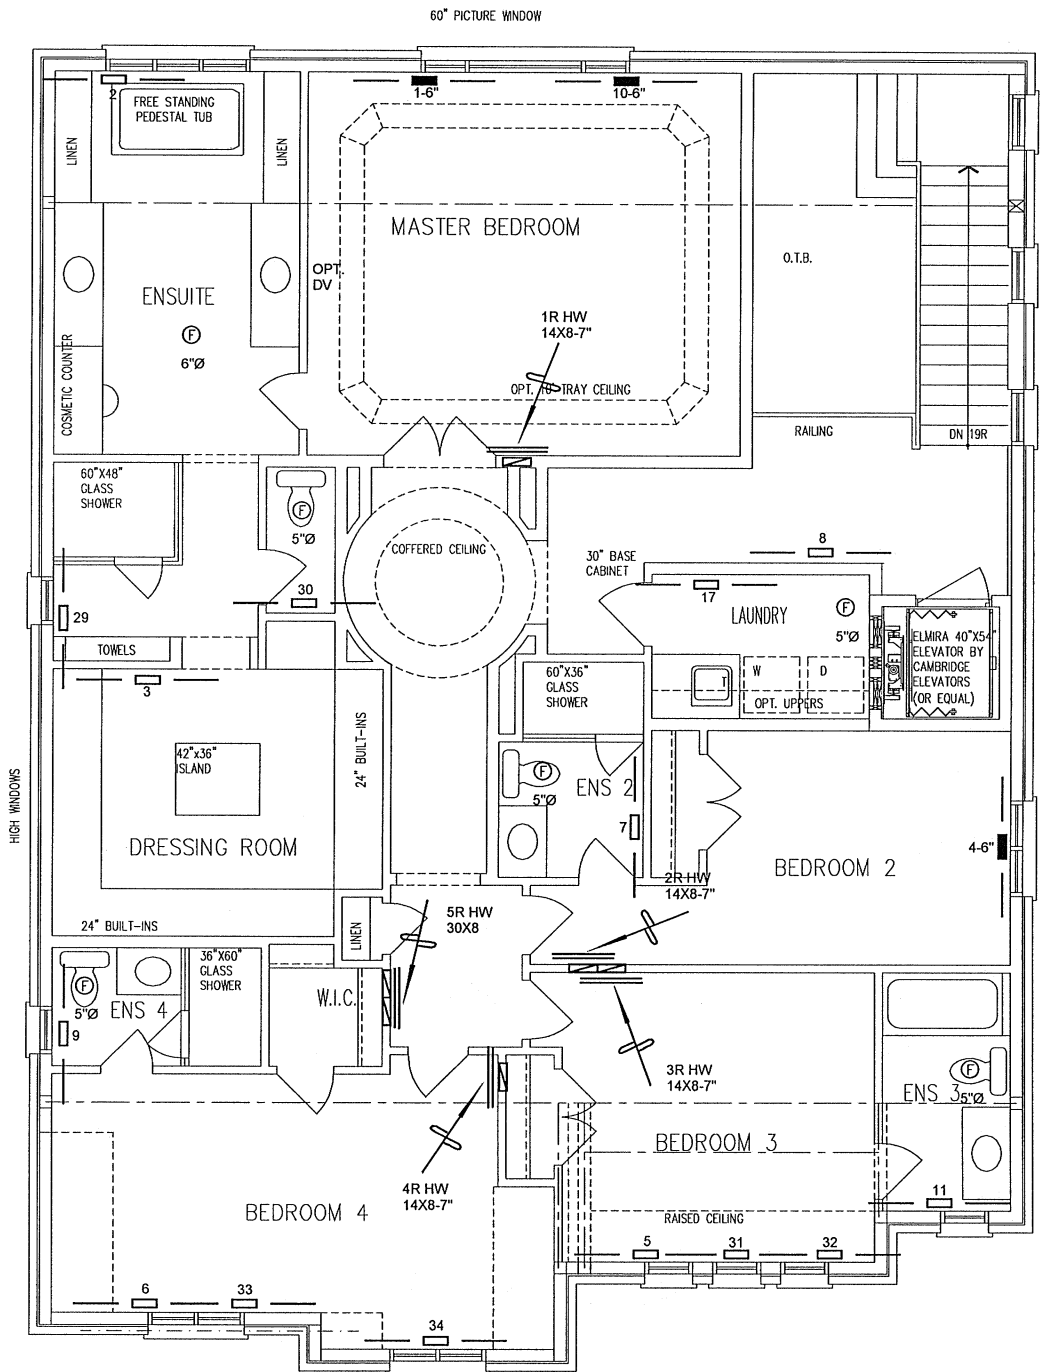 60" PICTURE WINDOW
2
FREE STANDING
PEDESTAL TUB
LINEN
LINEN
1-6"
10-6"
MASTER BEDROOM
OPT.
DV
ENSUITE
F
6"Ø
COSMETIC COUNTER
O.T.B.
1R HW
14X8-7"
OPT. 10' TRAY CEILING
RAILING
DN 19R
60"X48"
GLASS
SHOWER
F
5"Ø
COFFERED CEILING
8
30" BASE
CABINET
30
29
17
LAUNDRY
F
5"Ø
TOWELS
ELMIRA 40"X54"
ELEVATOR BY
CAMBRIDGE
ELEVATORS
(OR EQUAL)
3
60"X36"
GLASS
SHOWER
T
W
D
OPT. UPPERS
42"x36"
ISLAND
24" BUILT-INS
HIGH WINDOWS
F
5"Ø
ENS 2
7
DRESSING ROOM
4-6"
BEDROOM 2
2R HW
14X8-7"
24" BUILT-INS
LINEN
5R HW
30X8
36"X60"
GLASS
SHOWER
F
5"Ø
ENS 4
9
W.I.C.
3R HW
14X8-7"
F
ENS 3
5"Ø
BEDROOM 3
4R HW
14X8-7"
BEDROOM 4
RAISED CEILING
11
5
31
32
6
33
34